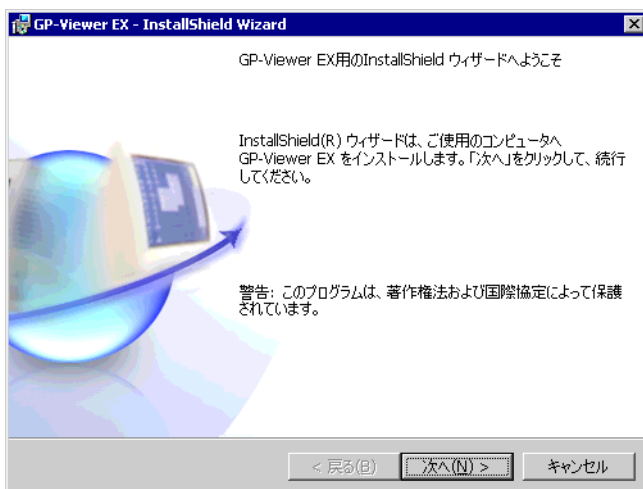 GP-Viewer EX - InstallShield Wizard
GP-Viewer EX用のInstallShield ウィザードへようこそ
InstallShield(R) ウィザードは、ご使用のコンピュータへ
GP-Viewer EX をインストールします。「次へ」をクリックして、続行
してください。
警告: このプログラムは、著作権法および国際協定によって保護
されています。
< 戻る(B) 次へ(N) > キャンセル